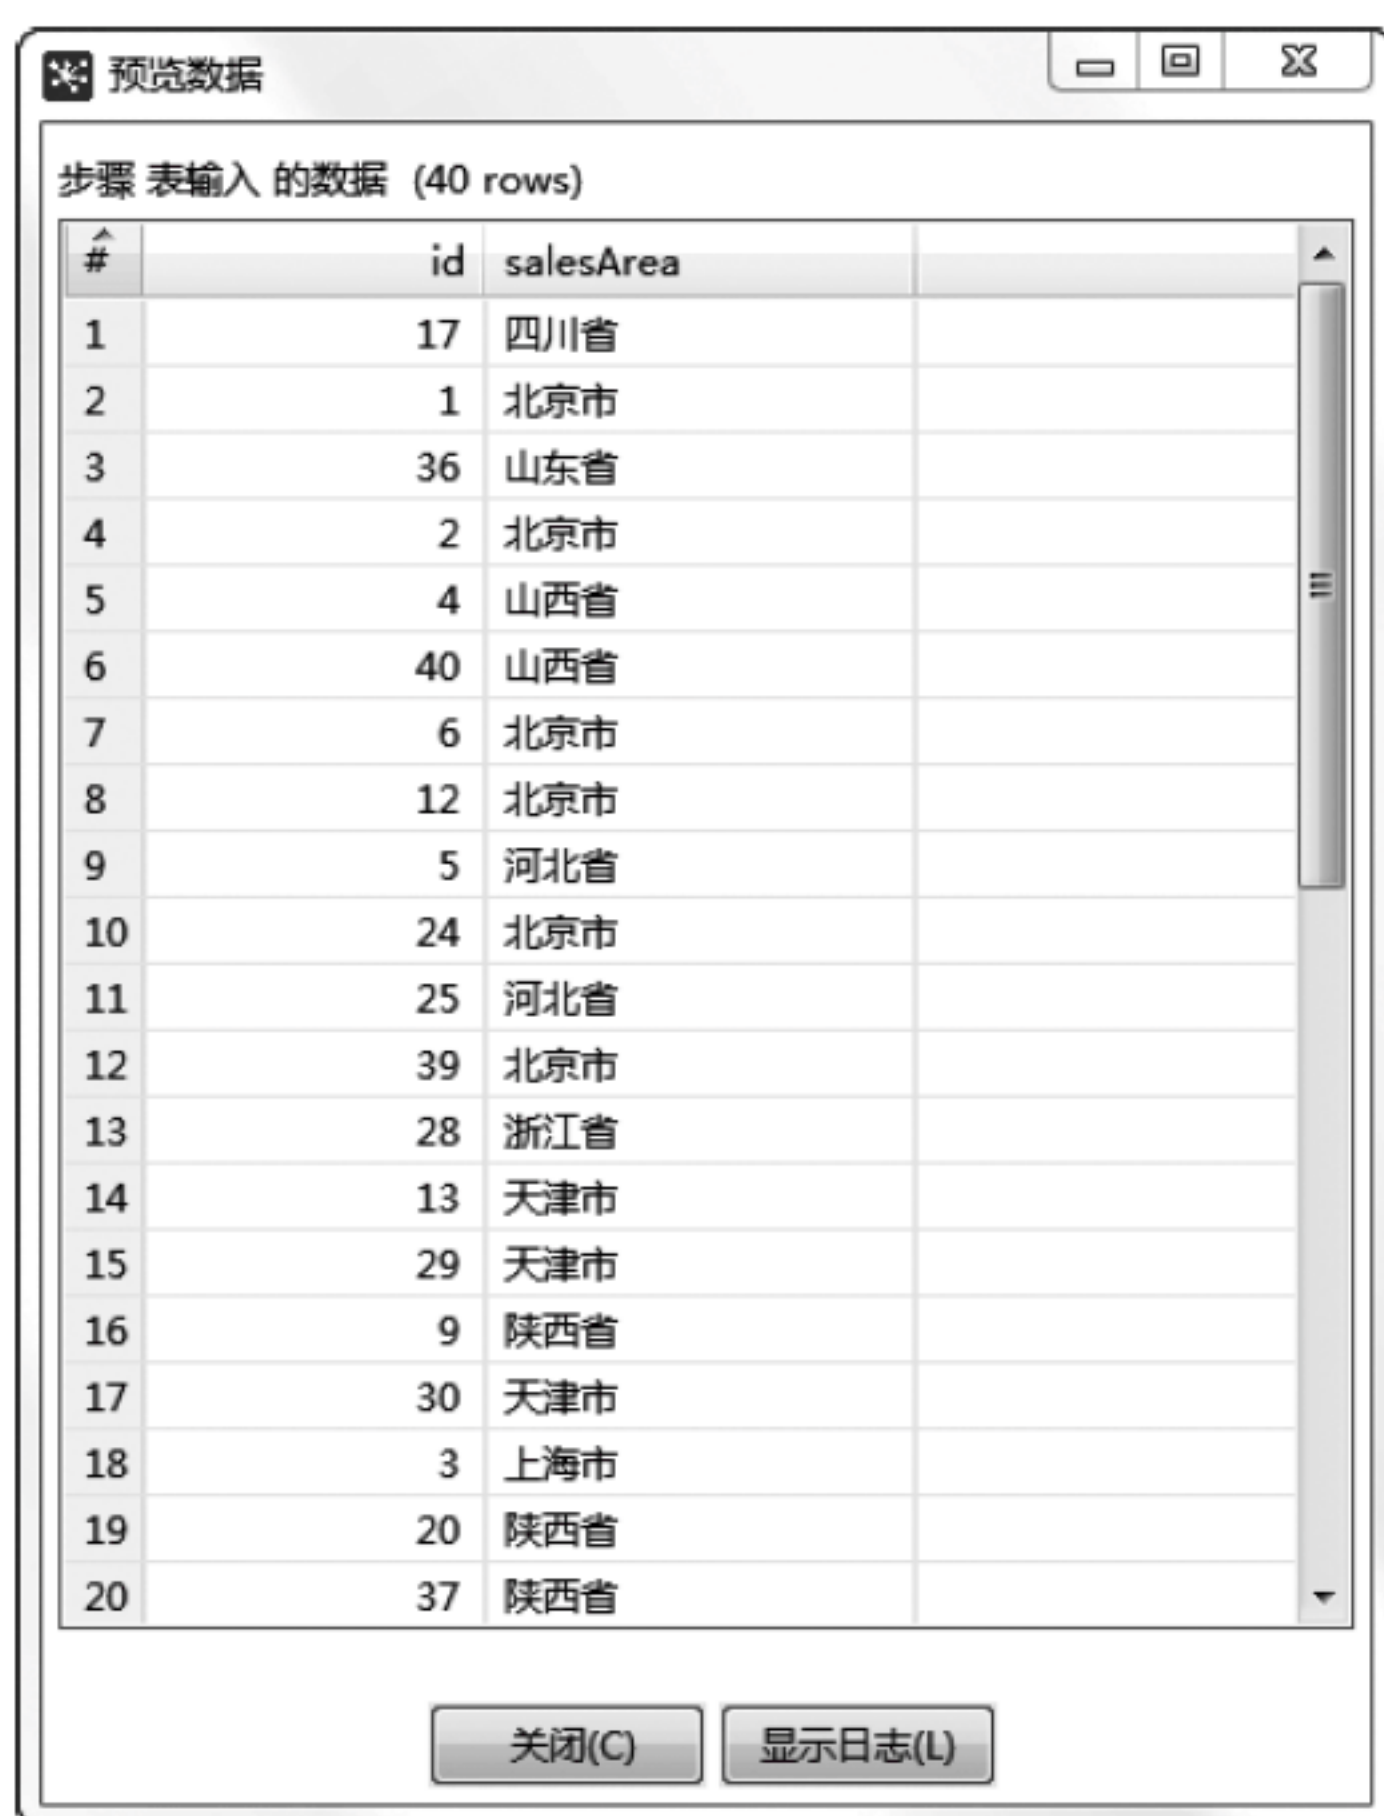 预览数据
步骤 表输入 的数据 (40 rows)
# id salesArea
1 17 四川省
2 1 北京市
3 36 山东省
4 2 北京市
5 4 山西省
6 40 山西省
7 6 北京市
8 12 北京市
9 5 河北省
10 24 北京市
11 25 河北省
12 39 北京市
13 28 浙江省
14 13 天津市
15 29 天津市
16 9 陕西省
17 30 天津市
18 3 上海市
19 20 陕西省
20 37 陕西省
关闭(C) 显示日志(L)